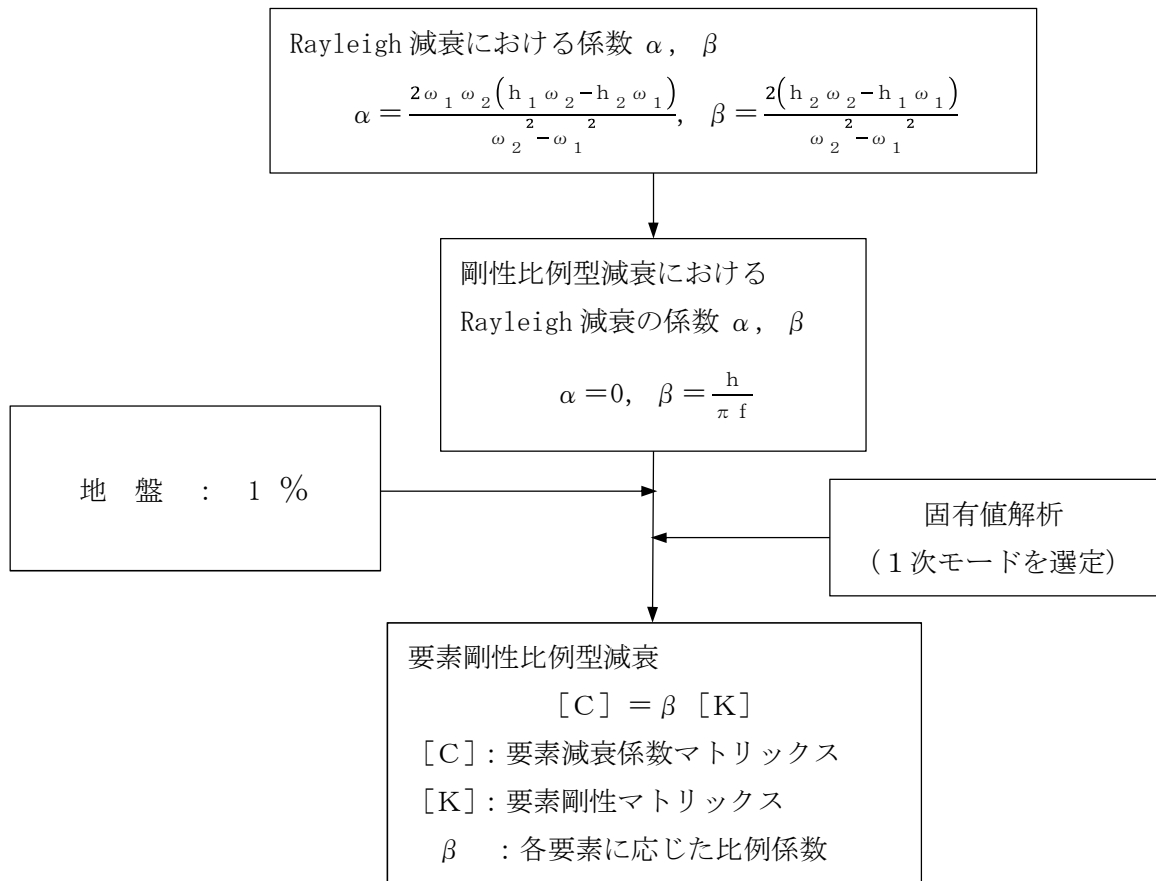 Rayleigh 減衰における係数 α, β
α=2ω₁ω₂(h₁ω₂−h₂ω₁)/(ω₂²−ω₁²), β=2(h₂ω₂−h₁ω₁)/(ω₂²−ω₁²)
剛性比例型減衰における
Rayleigh 減衰の係数 α, β
α=0, β=h/(πf)
地 盤 : 1 %
固有値解析
(1次モードを選定)
要素剛性比例型減衰
[C]=β[K]
[C]:要素減衰係数マトリックス
[K]:要素剛性マトリックス
β :各要素に応じた比例係数